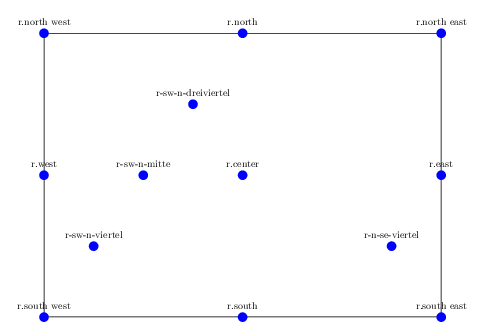 r.north west
r.north
r.north east
r-sw-n-dreiviertel
r.west
r-sw-n-mitte
r.center
r.east
r-sw-n-viertel
r-n-se-viertel
r.south west
r.south
r.south east